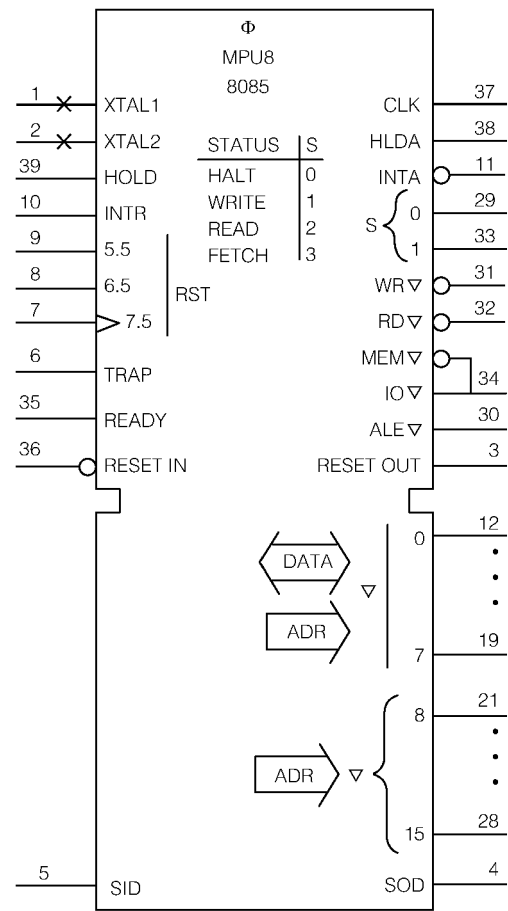 Φ
MPU8
8085
1 XTAL1 CLK 37
2 XTAL2 HLDA 38
STATUS S
HALT 0
WRITE 1
READ 2
FETCH 3
39 HOLD INTA 11
10 INTR S 0 29
9 5.5 1 33
8 6.5 RST WR 31
7 7.5 RD 32
6 TRAP MEM
IO 34
35 READY ALE 30
36 RESET IN RESET OUT 3
0 12
DATA
ADR
7 19
8 21
ADR
15 28
5 SID SOD 4